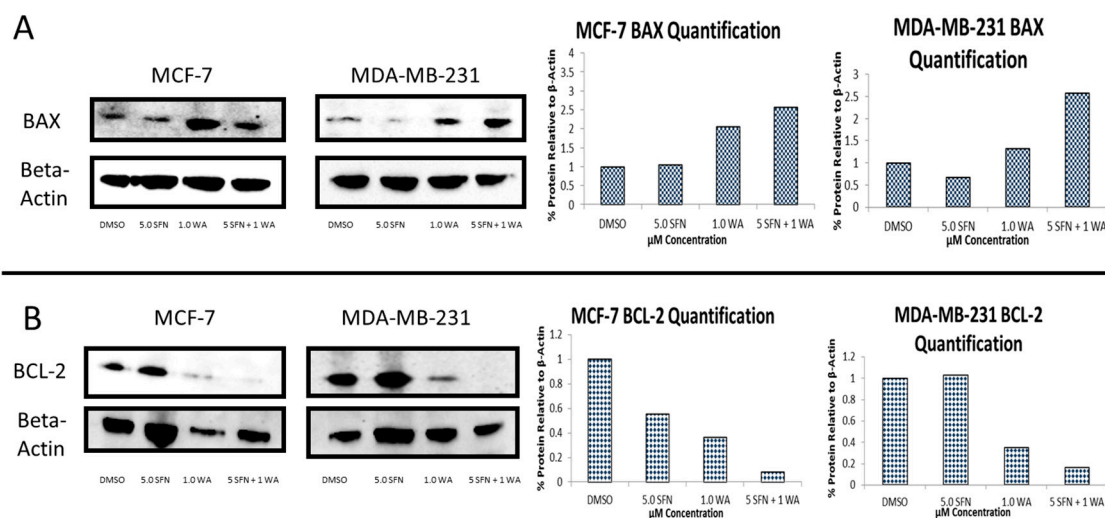 A
MCF-7
MDA-MB-231
BAX
Beta-
Actin
DMSO 5.0 SFN 1.0 WA 5 SFN + 1 WA
DMSO 5.0 SFN 1.0 WA 5 SFN + 1 WA
MCF-7 BAX Quantification
% Protein Relative to β-Actin
4
3.5
3
2.5
2
1.5
1
0.5
0
DMSO 5.0 SFN 1.0 WA 5 SFN + 1 WA
μM Concentration
MDA-MB-231 BAX
Quantification
% Protein Relative to β-Actin
3
2.5
2
1.5
1
0.5
0
DMSO 5.0 SFN 1.0 WA 5 SFN + 1 WA
μM Concentration
B
MCF-7
MDA-MB-231
BCL-2
Beta-
Actin
DMSO 5.0 SFN 1.0 WA 5 SFN + 1 WA
DMSO 5.0 SFN 1.0 WA 5 SFN + 1 WA
MCF-7 BCL-2 Quantification
% Protein Relative to β-Actin
1.2
1
0.8
0.6
0.4
0.2
0
DMSO 5.0 SFN 1.0 WA 5 SFN + 1 WA
μM Concentration
MDA-MB-231 BCL-2
Quantification
% Protein Relative to β-Actin
1.2
1
0.8
0.6
0.4
0.2
0
DMSO 5.0 SFN 1.0 WA 5 SFN + 1 WA
μM Concentration